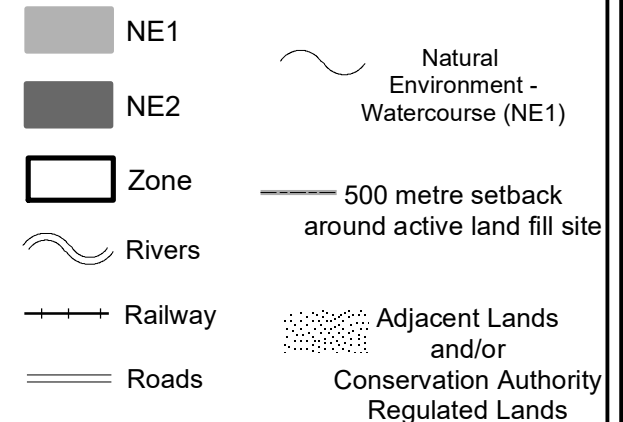 NE1
NE2
Zone
Rivers
Railway
Roads
Natural
Environment -
Watercourse (NE1)
500 metre setback
around active land fill site
Adjacent Lands
and/or
Conservation Authority
Regulated Lands